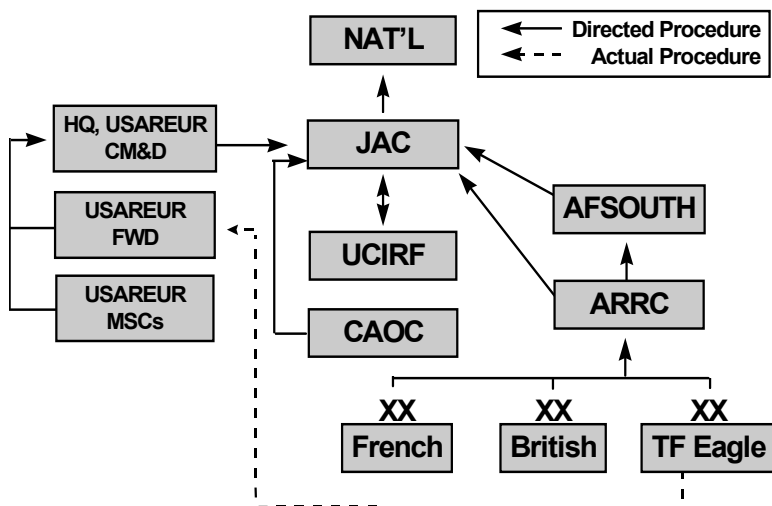 NAT'L
Directed Procedure
Actual Procedure
HQ, USAREUR
CM&D
JAC
USAREUR
FWD
AFSOUTH
UCIRF
USAREUR
MSCs
ARRC
CAOC
XX
XX
XX
French
British
TF Eagle